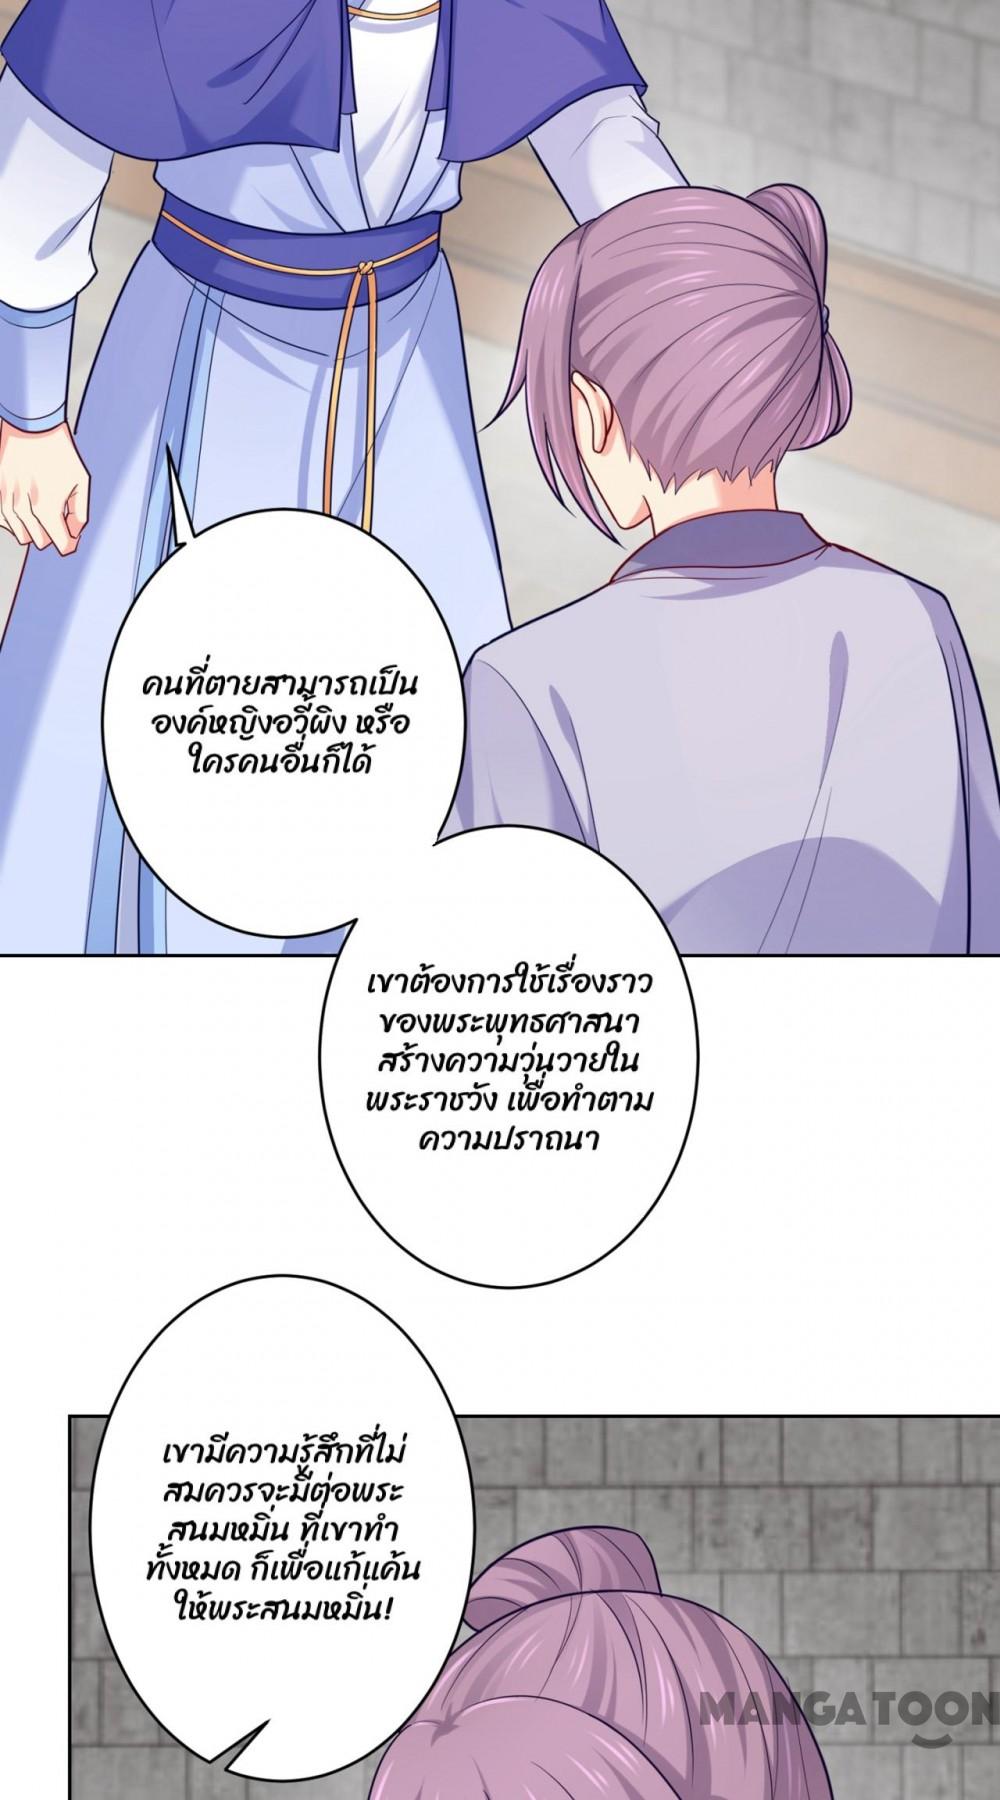 คนที่ตายสามารถเป็น
องค์หญิงอวี้ผิง หรือ
ใครคนอื่นก็ได้
เขาต้องการใช้เรื่องราว
ของพระพุทธศาสนา
สร้างความวุ่นวายใน
พระราชวัง เพื่อทำตาม
ความปราถนา
เขามีความรู้สึกที่ไม่
สมควรจะมีต่อพระ
สนมหมิ่น ที่เขาทำ
ทั้งหมด ก็เพื่อแก้แค้น
ให้พระสนมหมิ่น!
MANGATOON